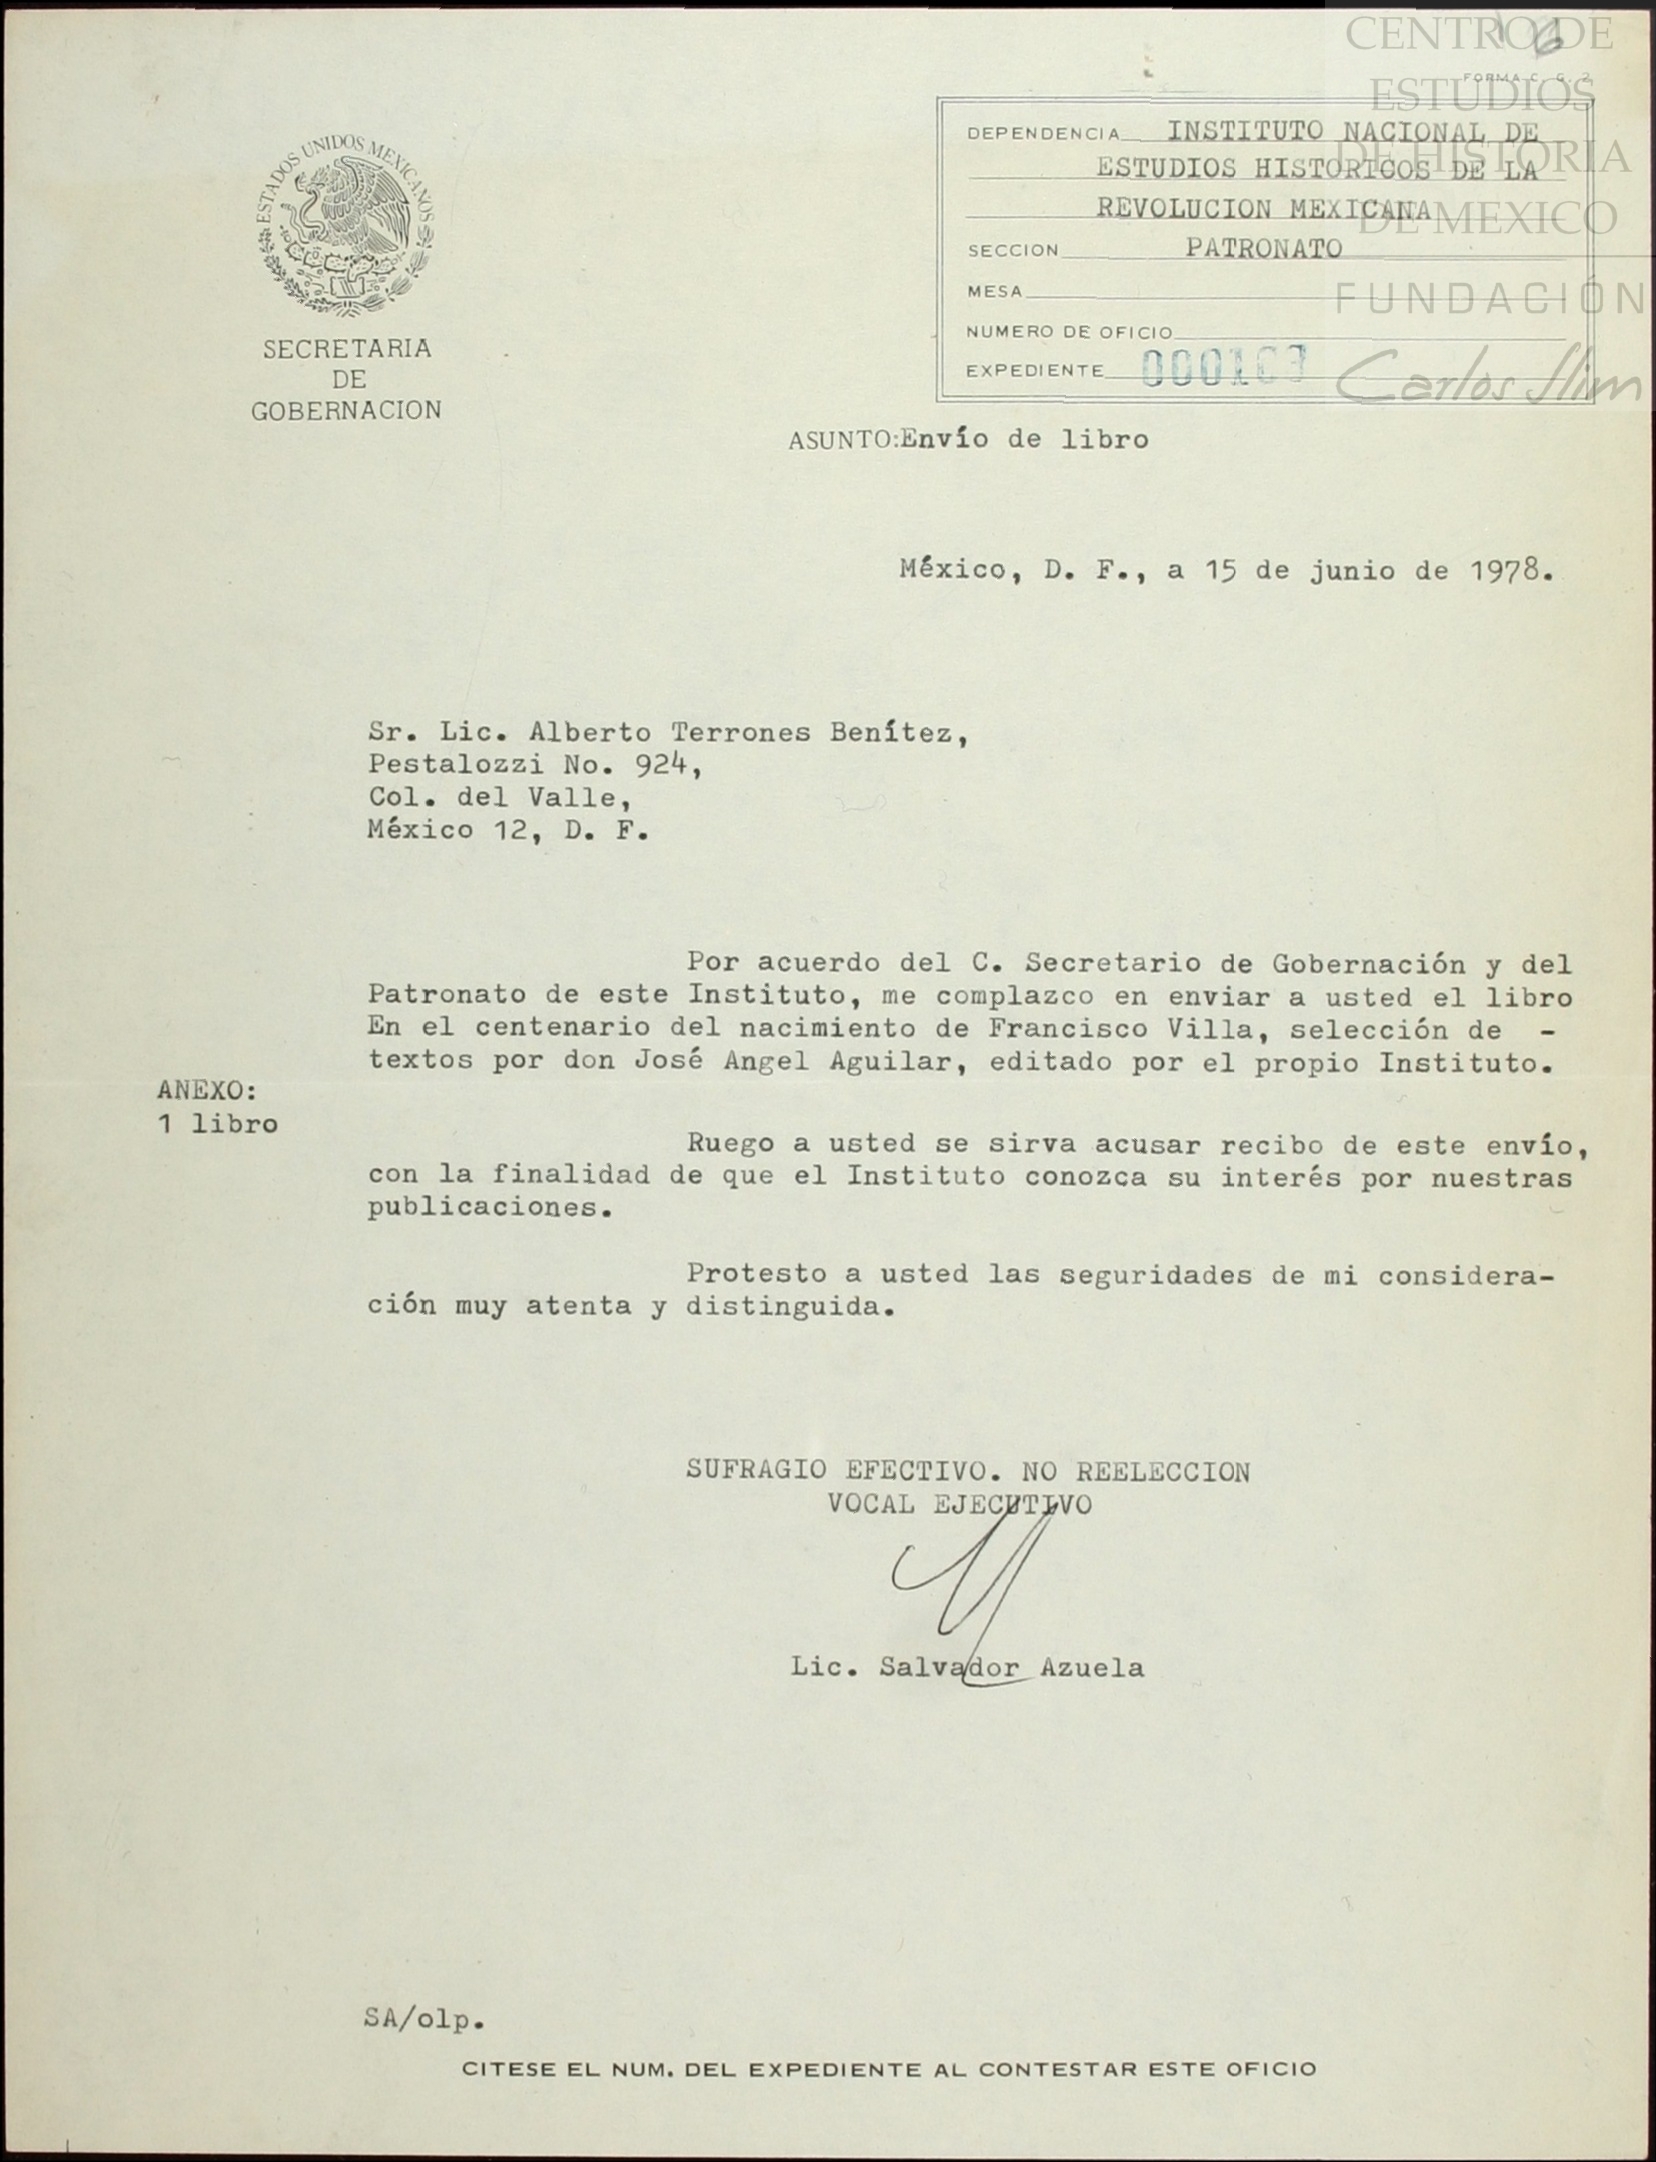 CENTRO DE
ESTUDIOS
DE HISTORIA
DE MEXICO
FUNDACIÓN
Carlos Slim
FORMA C. G. 2
ESTADOS UNIDOS MEXICANOS
SECRETARIA
DE
GOBERNACION
DEPENDENCIA INSTITUTO NACIONAL DE
ESTUDIOS HISTORICOS DE LA
REVOLUCION MEXICANA
SECCION PATRONATO
MESA
NUMERO DE OFICIO
EXPEDIENTE
ASUNTO:Envío de libro
México, D. F., a 15 de junio de 1978.
Sr. Lic. Alberto Terrones Benítez,
Pestalozzi No. 924,
Col. del Valle,
México 12, D. F.
Por acuerdo del C. Secretario de Gobernación y del
Patronato de este Instituto, me complazco en enviar a usted el libro
En el centenario del nacimiento de Francisco Villa, selección de -
textos por don José Angel Aguilar, editado por el propio Instituto.
ANEXO:
1 libro
Ruego a usted se sirva acusar recibo de este envío,
con la finalidad de que el Instituto conozca su interés por nuestras
publicaciones.
Protesto a usted las seguridades de mi considera-
ción muy atenta y distinguida.
SUFRAGIO EFECTIVO. NO REELECCION
VOCAL EJECUTIVO
Lic. Salvador Azuela
SA/olp.
CITESE EL NUM. DEL EXPEDIENTE AL CONTESTAR ESTE OFICIO